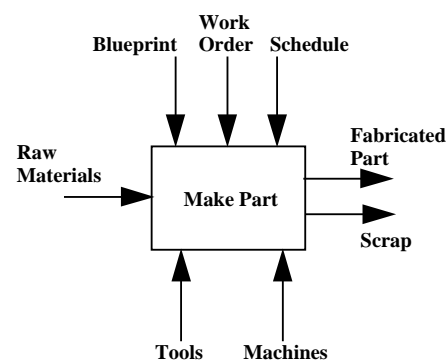 Work
Blueprint Order Schedule
Fabricated
Part
Raw
Materials
Make Part
Scrap
Tools Machines